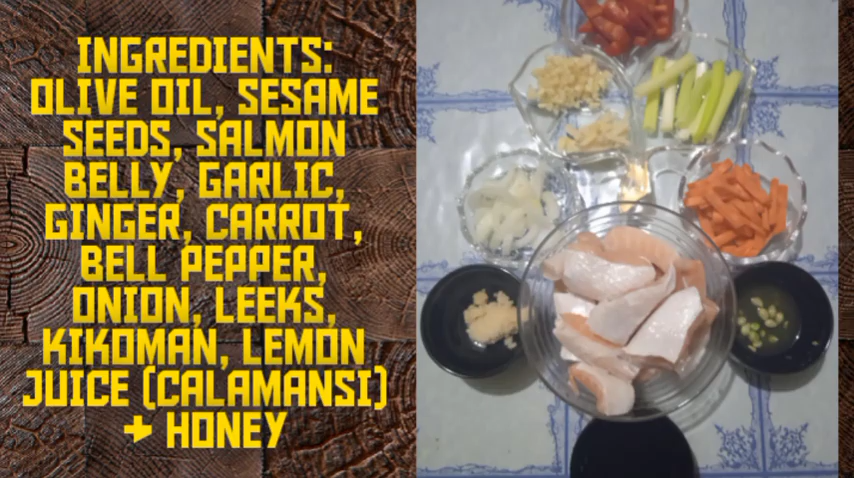 INGREDIENTS:
OLIVE OIL, SESAME
SEEDS, SALMON
BELLY, GARLIC,
GINGER, CARROT,
BELL PEPPER,
ONION, LEEKS,
KIKOMAN, LEMON
JUICE (CALAMANSI)
+ HONEY